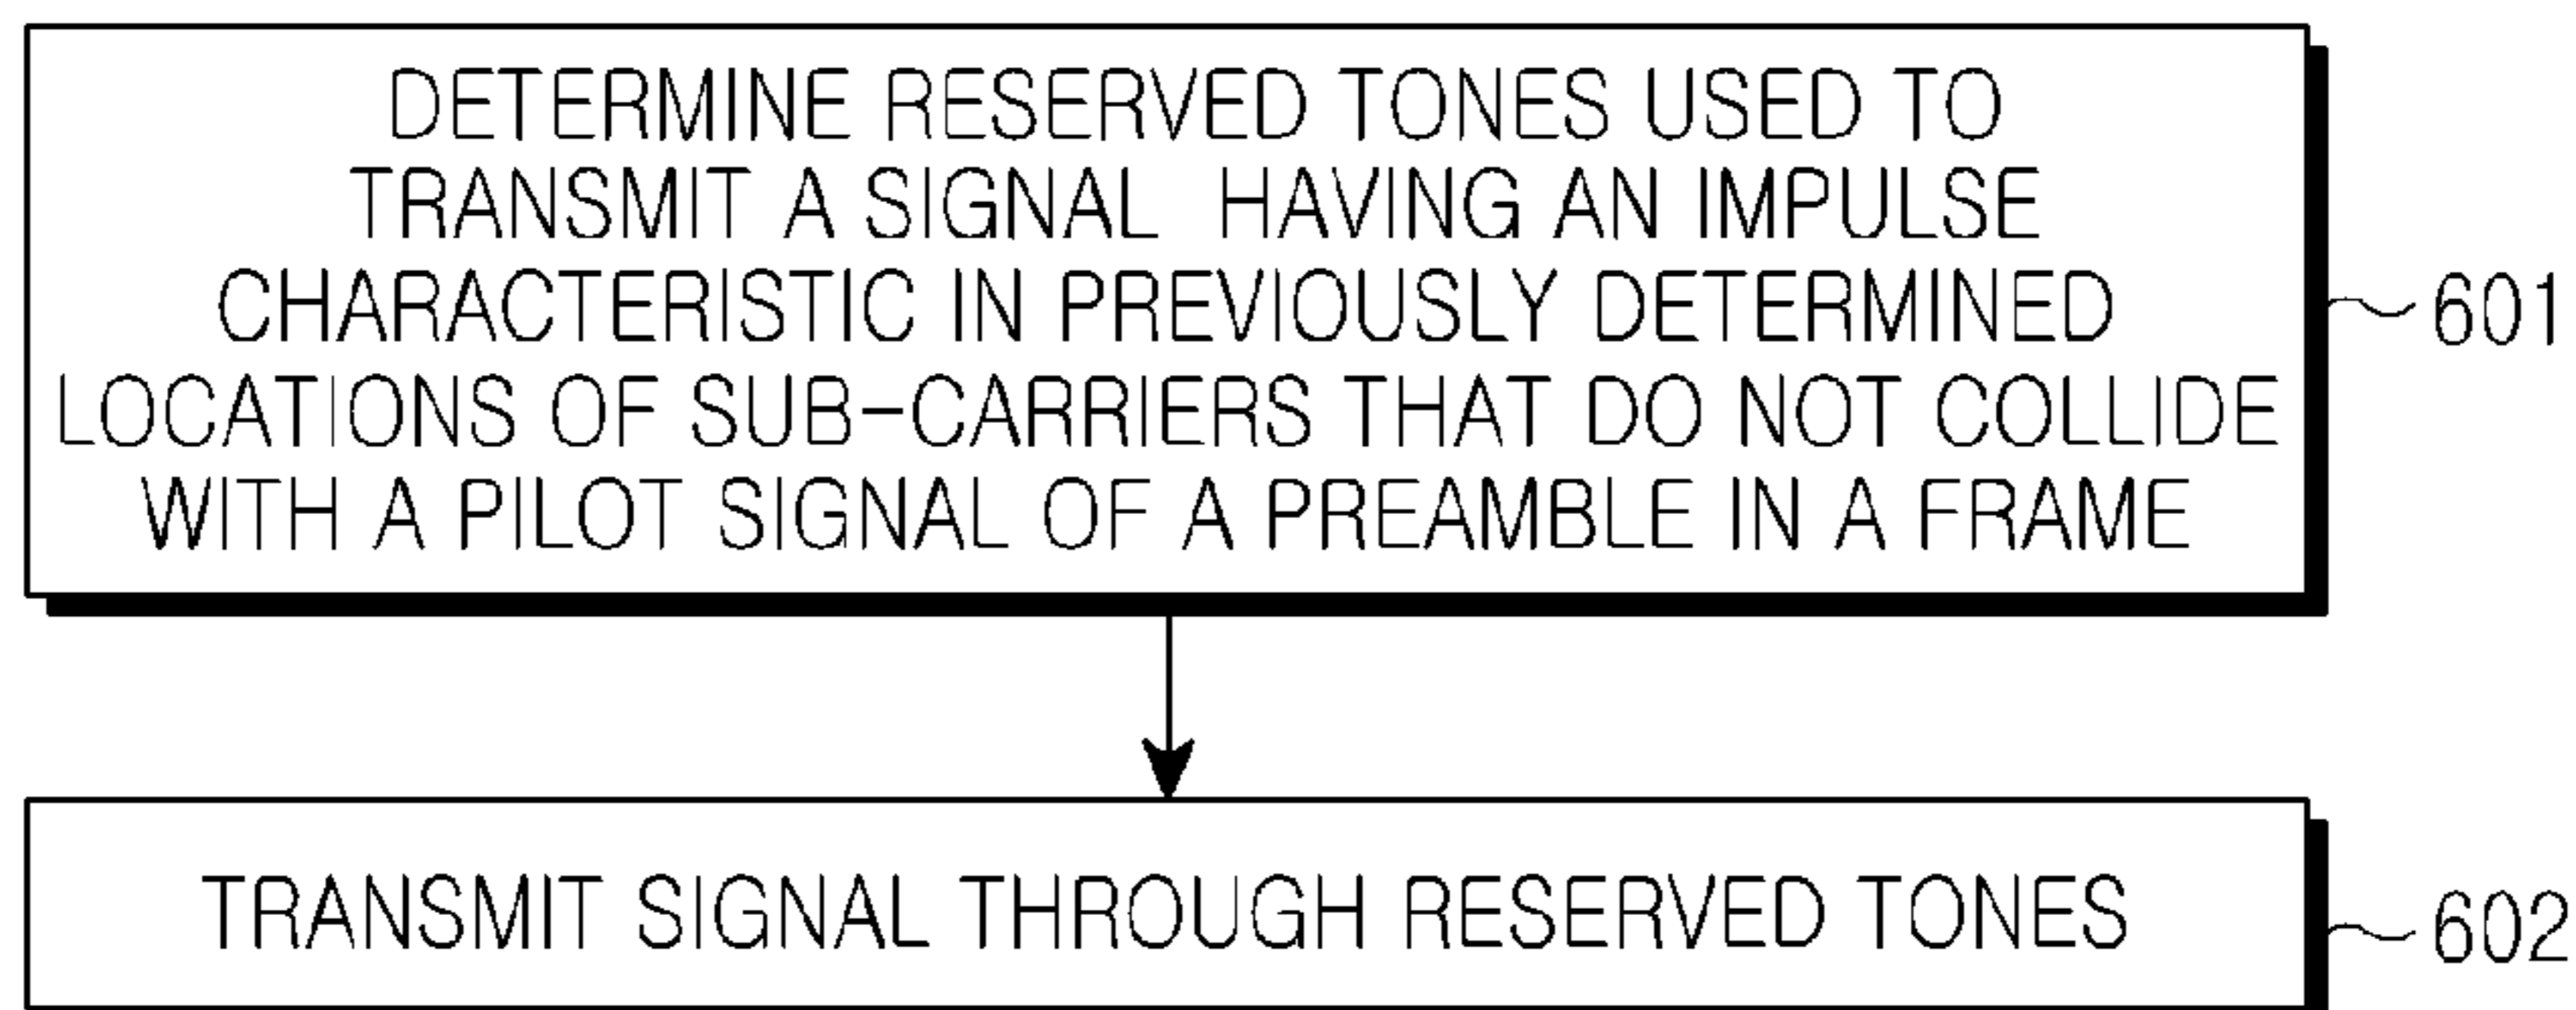 DETERMINE RESERVED TONES USED TO
TRANSMIT A SIGNAL HAVING AN IMPULSE
CHARACTERISTIC IN PREVIOUSLY DETERMINED
LOCATIONS OF SUB-CARRIERS THAT DO NOT COLLIDE
WITH A PILOT SIGNAL OF A PREAMBLE IN A FRAME
601
TRANSMIT SIGNAL THROUGH RESERVED TONES
602